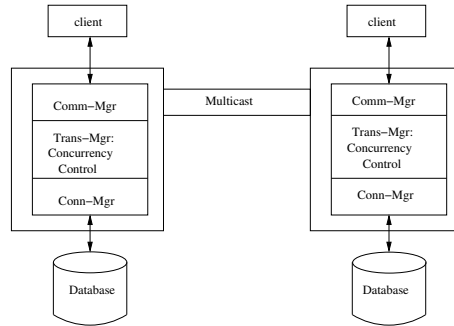 client
client
Comm-Mgr
Multicast
Comm-Mgr
Trans-Mgr:
Concurrency
Control
Trans-Mgr:
Concurrency
Control
Conn-Mgr
Conn-Mgr
Database
Database